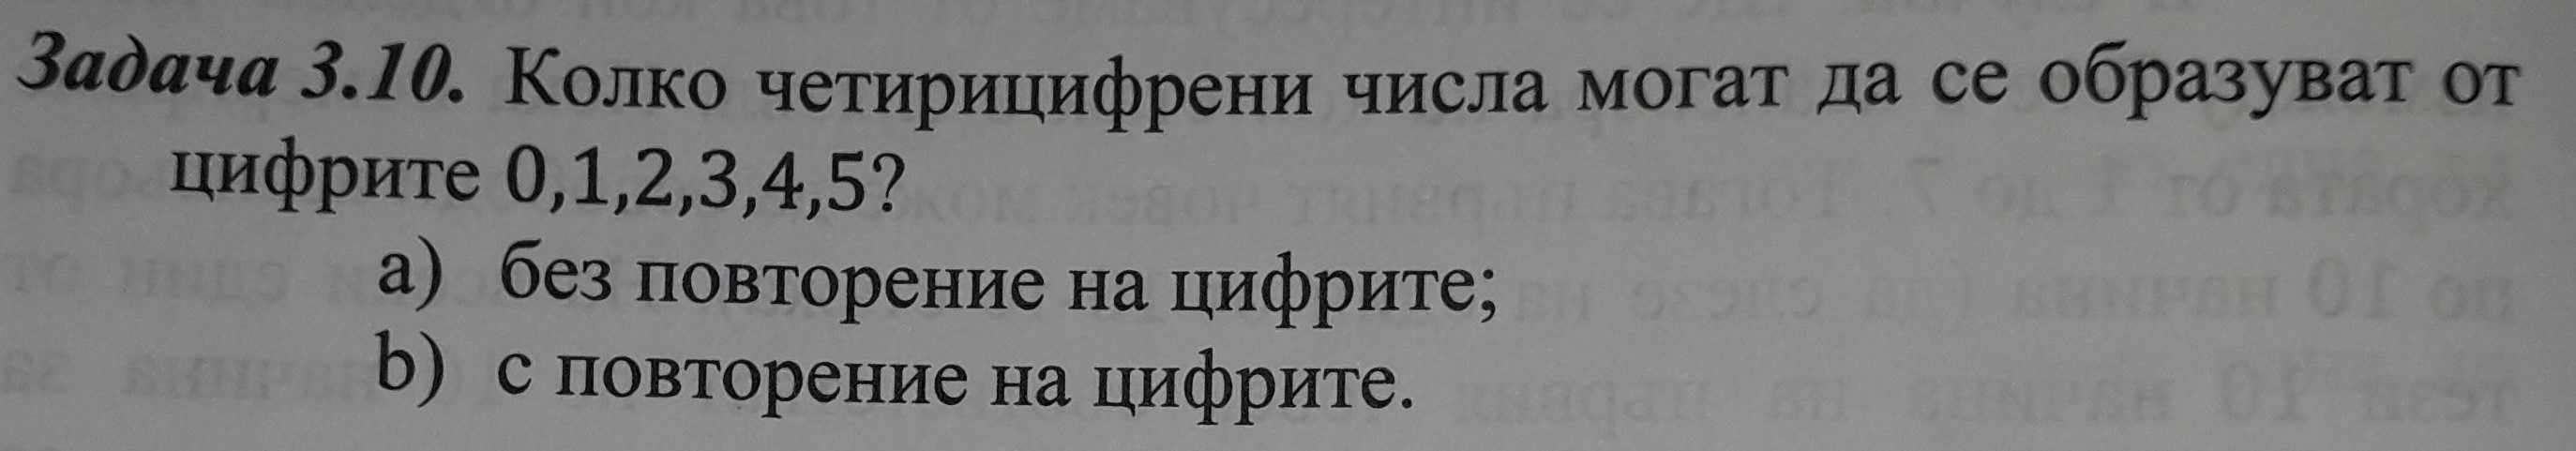 Задача 3.10. Колко четирицифрени числа могат да се образуват от
цифрите 0,1,2,3,4,5?
a) без повторение на цифрите;
b) с повторение на цифрите.